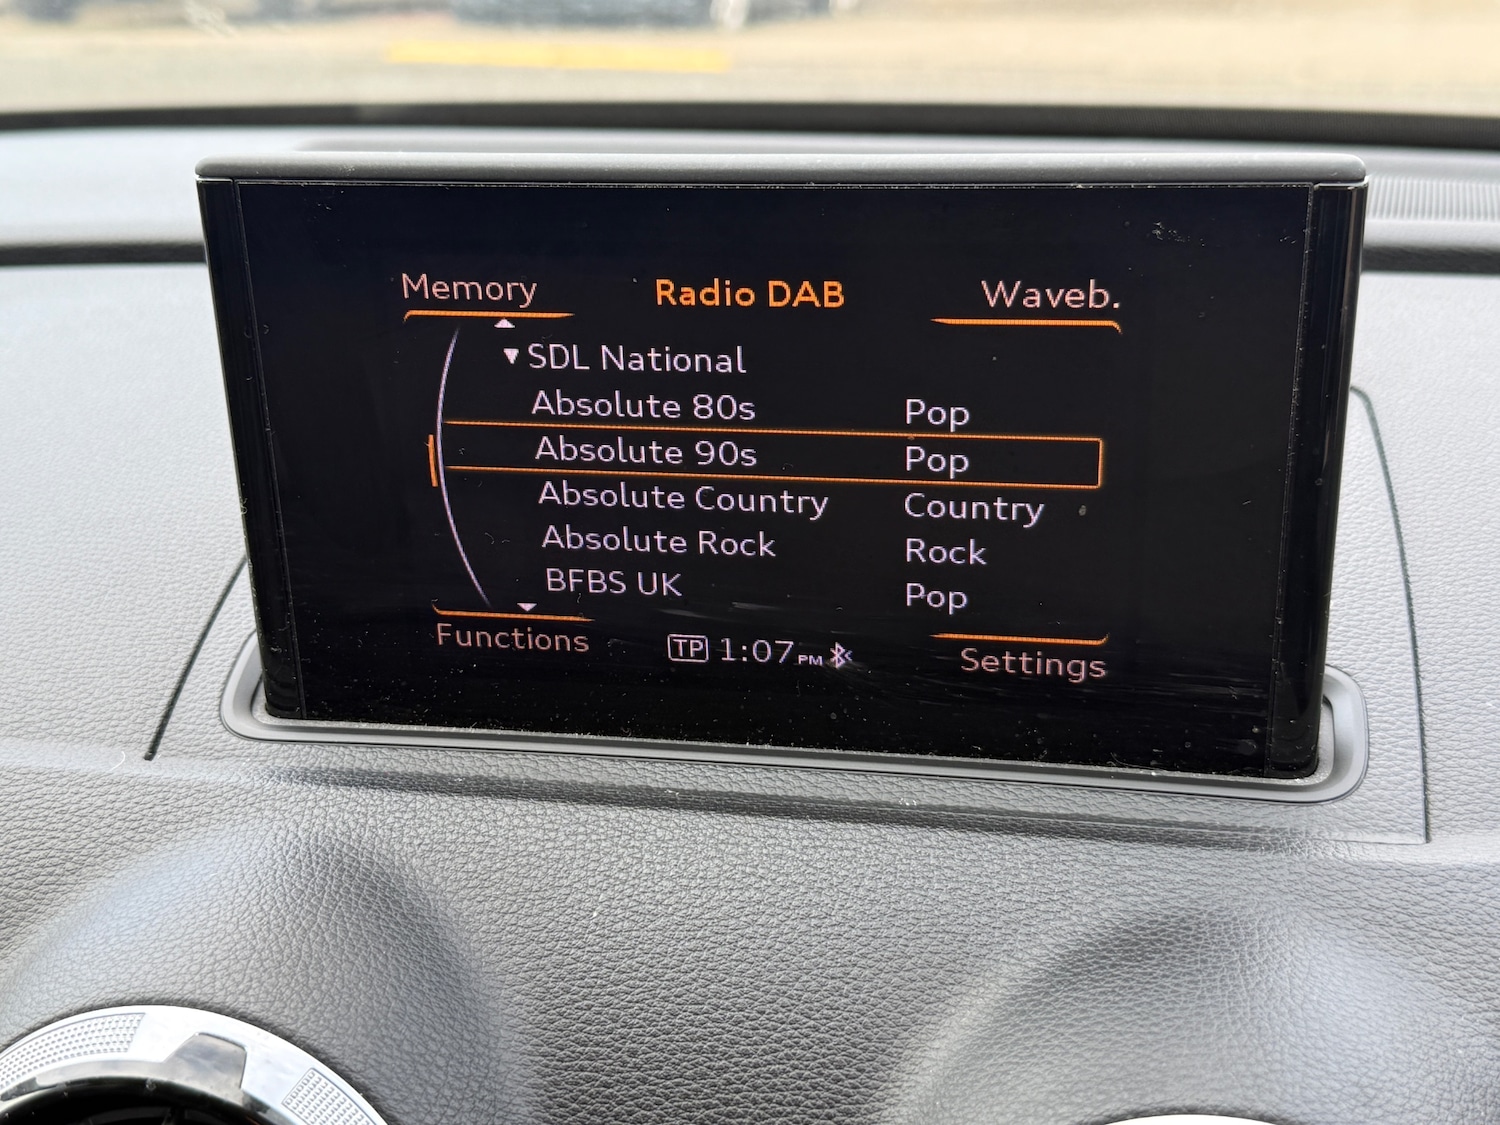 Memory Radio DAB Waveb.
SDL National
Absolute 80s Pop
Absolute 90s Pop
Absolute Country Country
Absolute Rock Rock
BFBS UK Pop
Functions TP 1:07 PM Settings